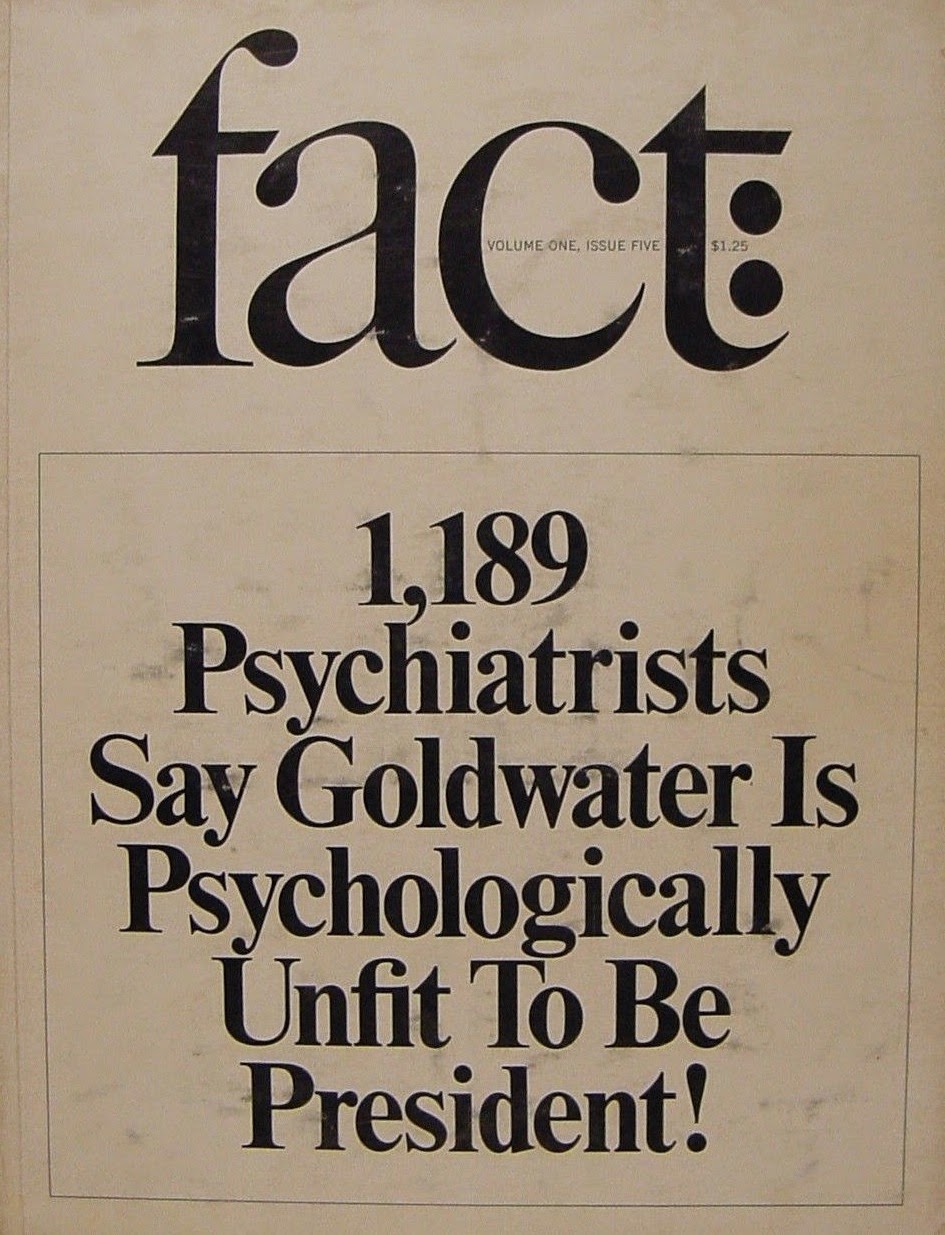 fact:
VOLUME ONE, ISSUE FIVE $1.25
1,189
Psychiatrists
Say Goldwater Is
Psychologically
Unfit To Be
President!